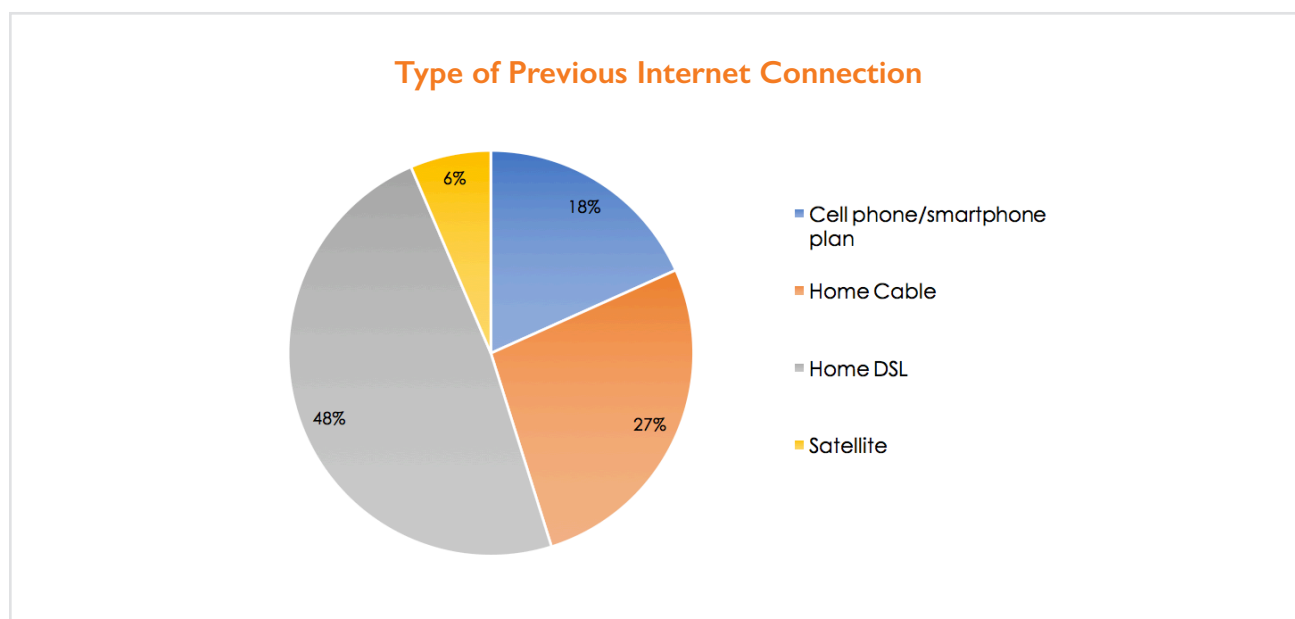 Type of Previous Internet Connection
6%
18%
Cell phone/smartphone
plan
Home Cable
Home DSL
48%
27%
Satellite